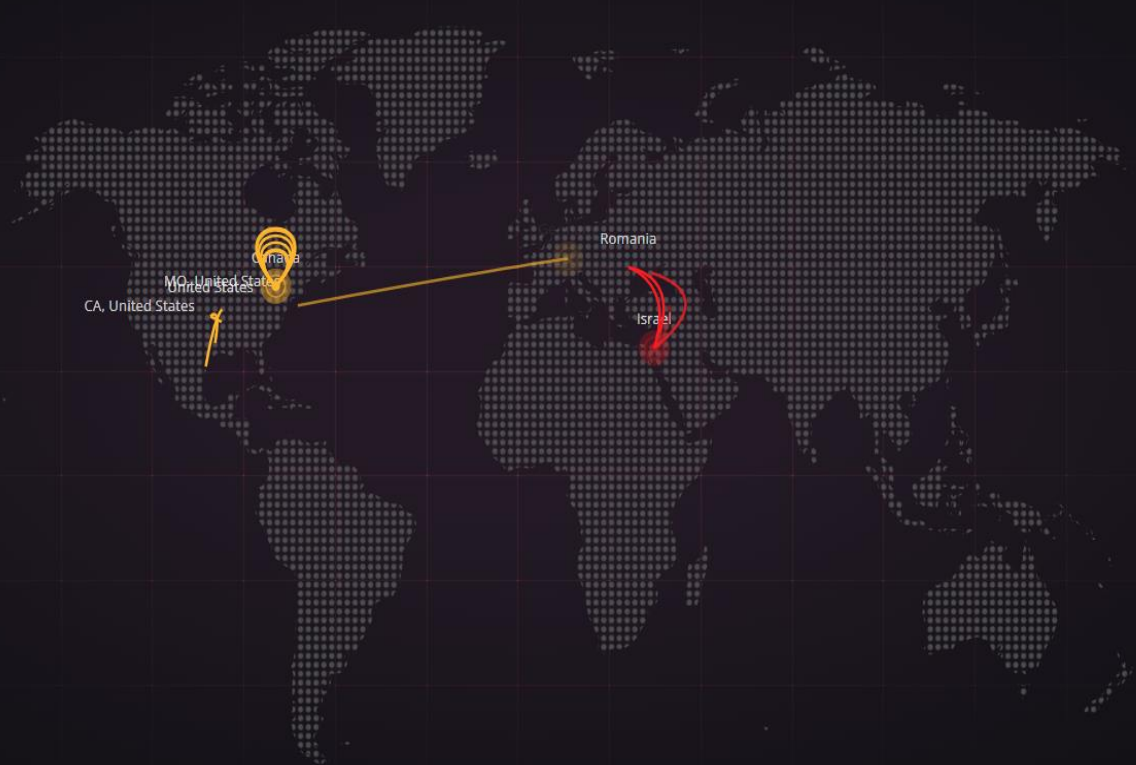 Romania
Canada
MO, United States
United States
CA, United States
Israel